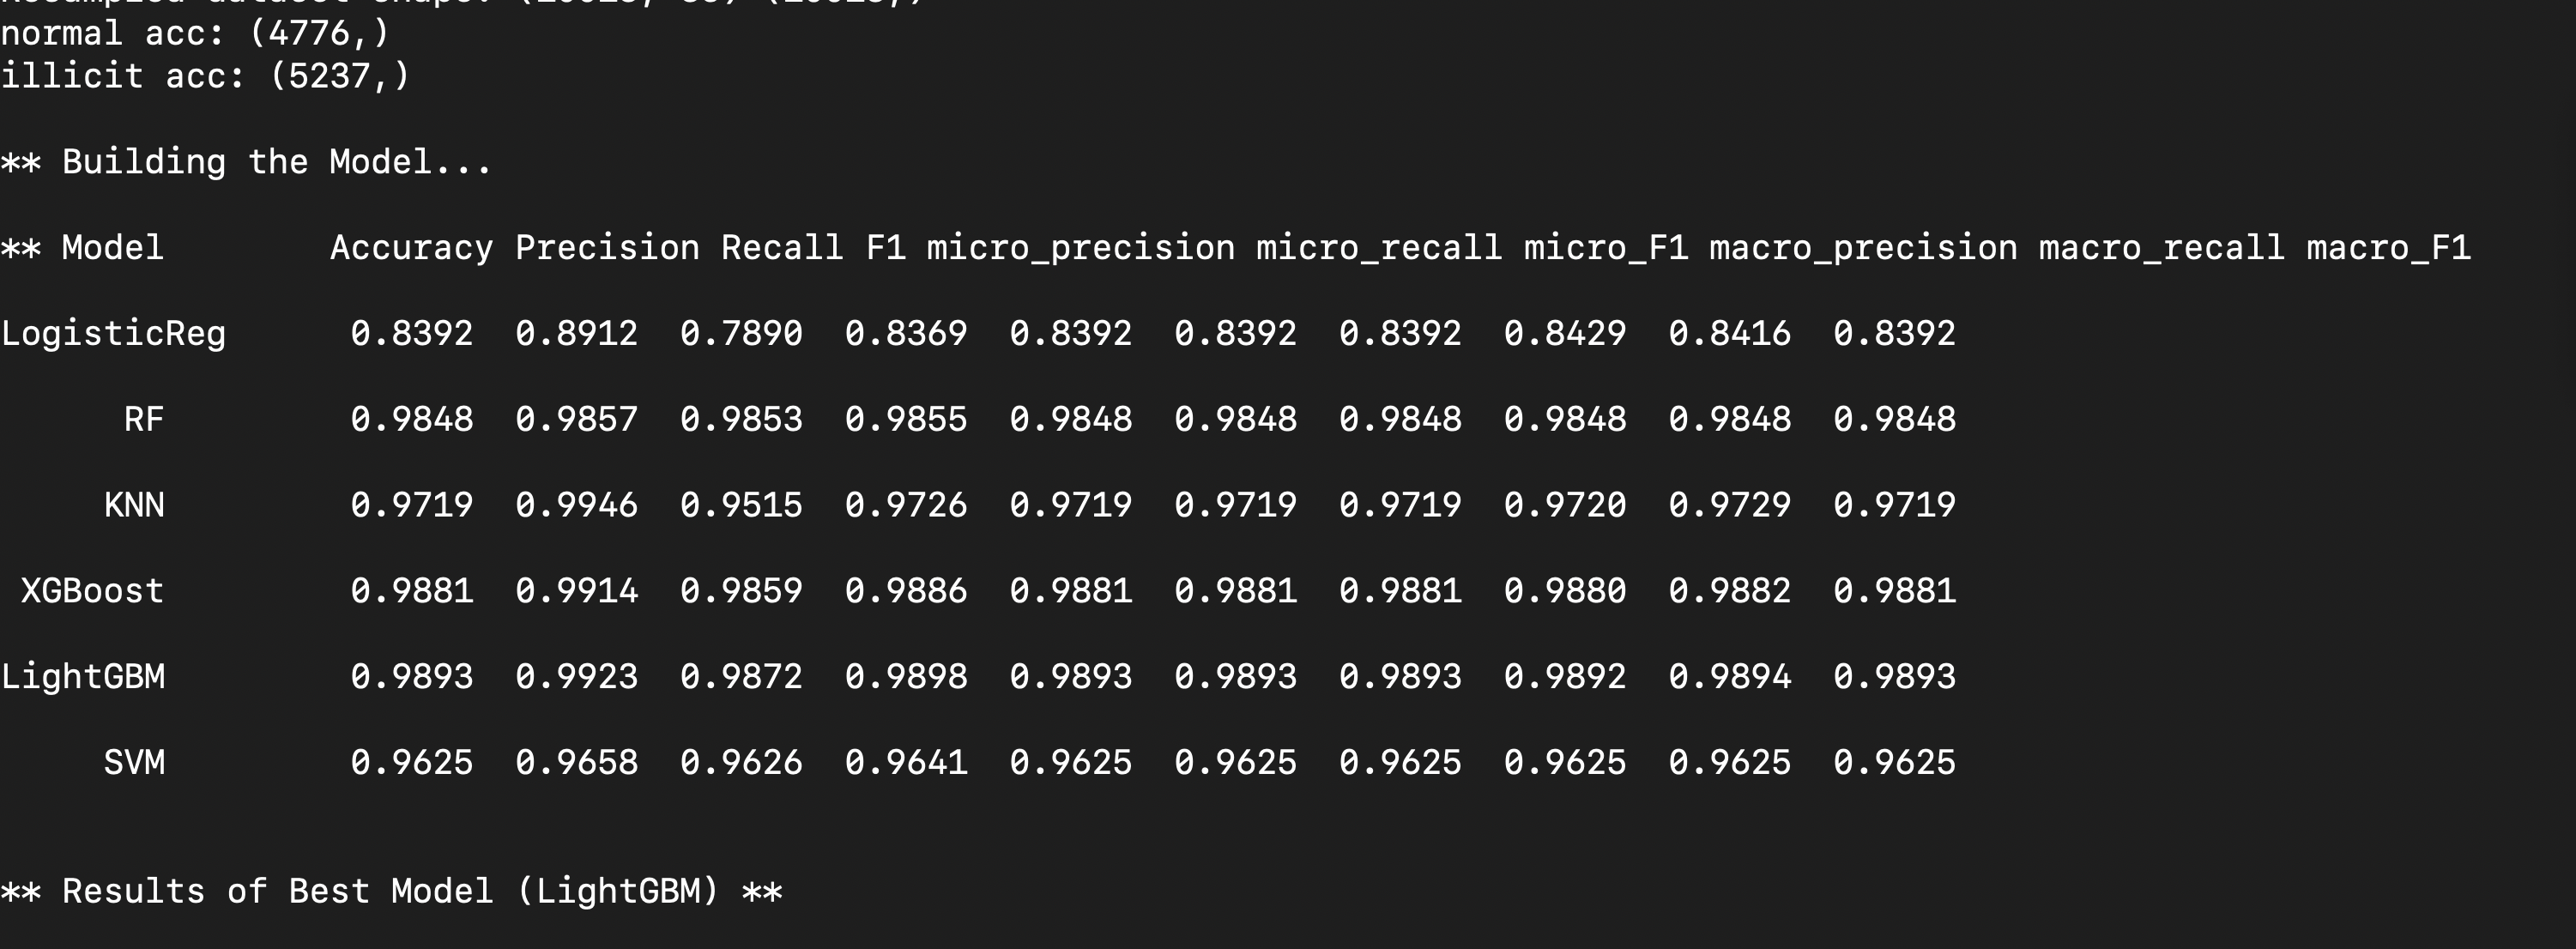 normal acc: (4776,)
illicit acc: (5237,)
** Building the Model...
** Model Accuracy Precision Recall F1 micro_precision micro_recall micro_F1 macro_precision macro_recall macro_F1
LogisticReg 0.8392 0.8912 0.7890 0.8369 0.8392 0.8392 0.8392 0.8429 0.8416 0.8392
RF 0.9848 0.9857 0.9853 0.9855 0.9848 0.9848 0.9848 0.9848 0.9848 0.9848
KNN 0.9719 0.9946 0.9515 0.9726 0.9719 0.9719 0.9719 0.9720 0.9729 0.9719
XGBoost 0.9881 0.9914 0.9859 0.9886 0.9881 0.9881 0.9881 0.9880 0.9882 0.9881
LightGBM 0.9893 0.9923 0.9872 0.9898 0.9893 0.9893 0.9893 0.9892 0.9894 0.9893
SVM 0.9625 0.9658 0.9626 0.9641 0.9625 0.9625 0.9625 0.9625 0.9625 0.9625
** Results of Best Model (LightGBM) **